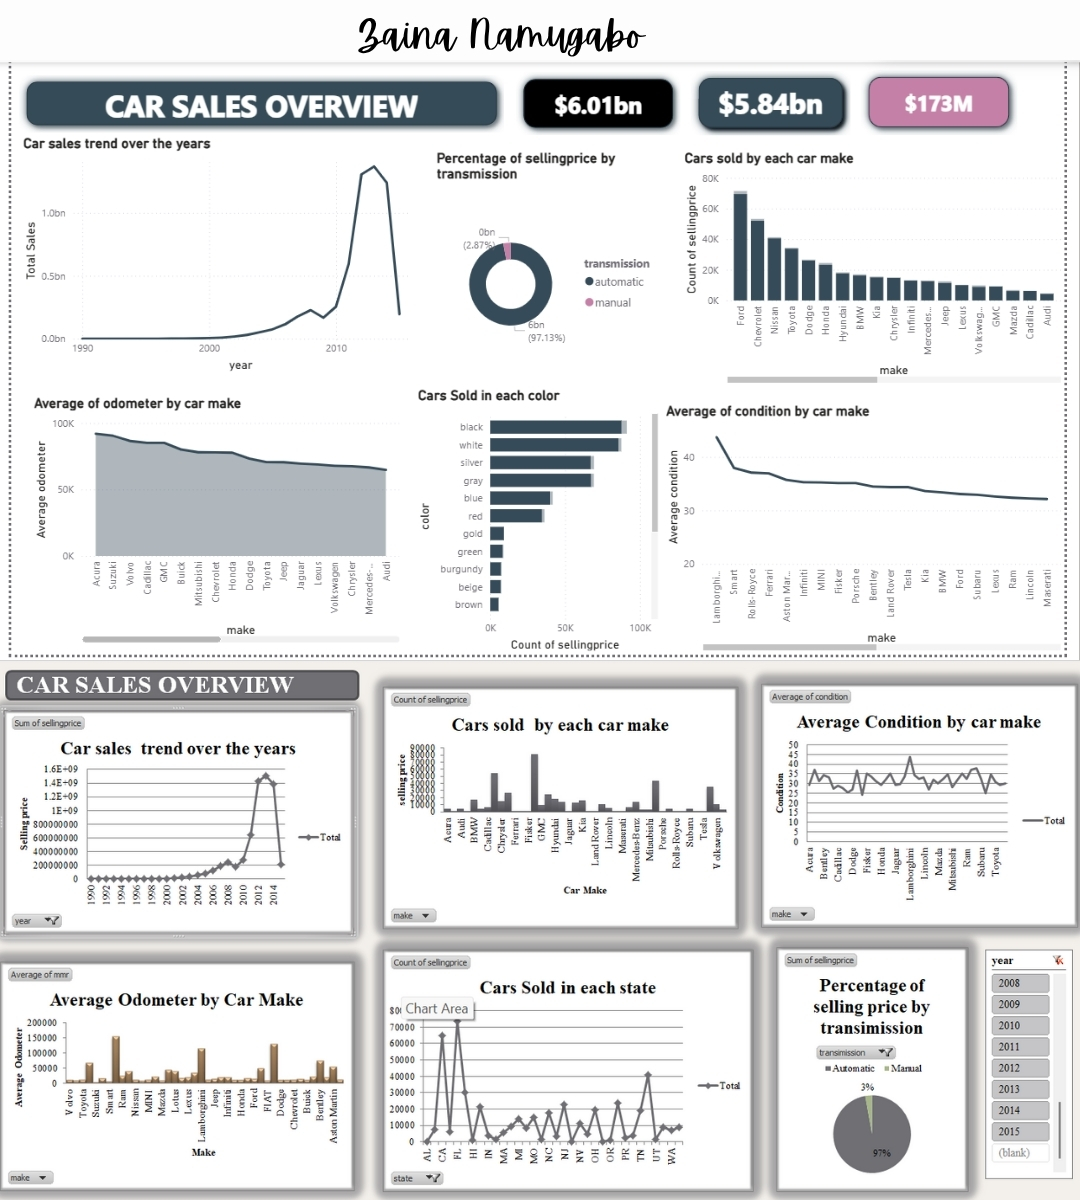 Zaina Namugabo
CAR SALES OVERVIEW
$6.01bn
$5.84bn
$173M
Car sales trend over the years
Total Sales
1.0bn
0.5bn
0.0bn
1990
2000
2010
year
Percentage of sellingprice by
transmission
0bn
(2.87%)
6bn
(97.13%)
transmission
automatic
manual
Cars sold by each car make
Count of sellingprice
80K
60K
40K
20K
0K
Ford
Chevrolet
Nissan
Toyota
Dodge
Honda
Hyundai
BMW
Kia
Chrysler
Infiniti
Mercedes...
Jeep
Lexus
Volkswag...
GMC
Mazda
Cadillac
Audi
make
Average of odometer by car make
Average odometer
100K
50K
0K
Acura
Suzuki
Volvo
Cadillac
GMC
Buick
Mitsubishi
Chevrolet
Honda
Dodge
Toyota
Jeep
Jaguar
Lexus
Volkswagen
Chrysler
Mercedes-...
Audi
make
Cars Sold in each color
color
black
white
silver
gray
blue
red
gold
green
burgundy
beige
brown
0K
50K
100K
Count of sellingprice
Average of condition by car make
Average condition
40
30
20
Lamborghi...
Smart
Rolls-Royce
Ferrari
Aston Mar...
Infiniti
MINI
Fisker
Porsche
Bentley
Land Rover
Tesla
Kia
BMW
Ford
Subaru
Lexus
Ram
Lincoln
Maserati
make
CAR SALES OVERVIEW
Sum of sellingprice
Car sales trend over the years
Selling price
1.6E+09
1.4E+09
1.2E+09
1E+09
800000000
600000000
400000000
200000000
0
1990
1992
1994
1996
1998
2000
2002
2004
2006
2008
2010
2012
2014
Total
year
Count of sellingprice
Cars sold by each car make
selling price
90000
80000
70000
60000
50000
40000
30000
20000
10000
0
Acura
Audi
BMW
Cadillac
Chrysler
Ferrari
Fisker
GMC
Hyundai
Jaguar
Kia
Land Rover
Lincoln
Maserati
Mercedes-Benz
Mitsubishi
Porsche
Rolls-Royce
Subaru
Tesla
Volkswagen
Car Make
make
Average of condition
Average Condition by car make
Condition
50
45
40
35
30
25
20
15
10
5
0
Acura
Bentley
Cadillac
Dodge
Fisker
Honda
Jaguar
Lamborghini
Lincoln
Mazda
Mitsubishi
Ram
Subaru
Toyota
Total
make
Average of mmr
Average Odometer by Car Make
Average Odometer
200000
150000
100000
50000
0
Volvo
Toyota
Suzuki
Smart
Ram
Nissan
MINI
Mazda
Lotus
Lexus
Lamborghini
Jeep
Infiniti
Honda
Ford
FIAT
Dodge
Chevrolet
Buick
Bentley
Aston Martin
Make
make
Count of sellingprice
Cars Sold in each state
Chart Area
70000
60000
50000
40000
30000
20000
10000
0
AL
CA
FL
HI
IN
MA
MI
MO
NC
NJ
NV
OH
OR
PR
TN
UT
WA
Total
state
Sum of sellingprice
Percentage of
selling price by
transimission
transmission
Automatic
Manual
3%
97%
year
2008
2009
2010
2011
2012
2013
2014
2015
(blank)